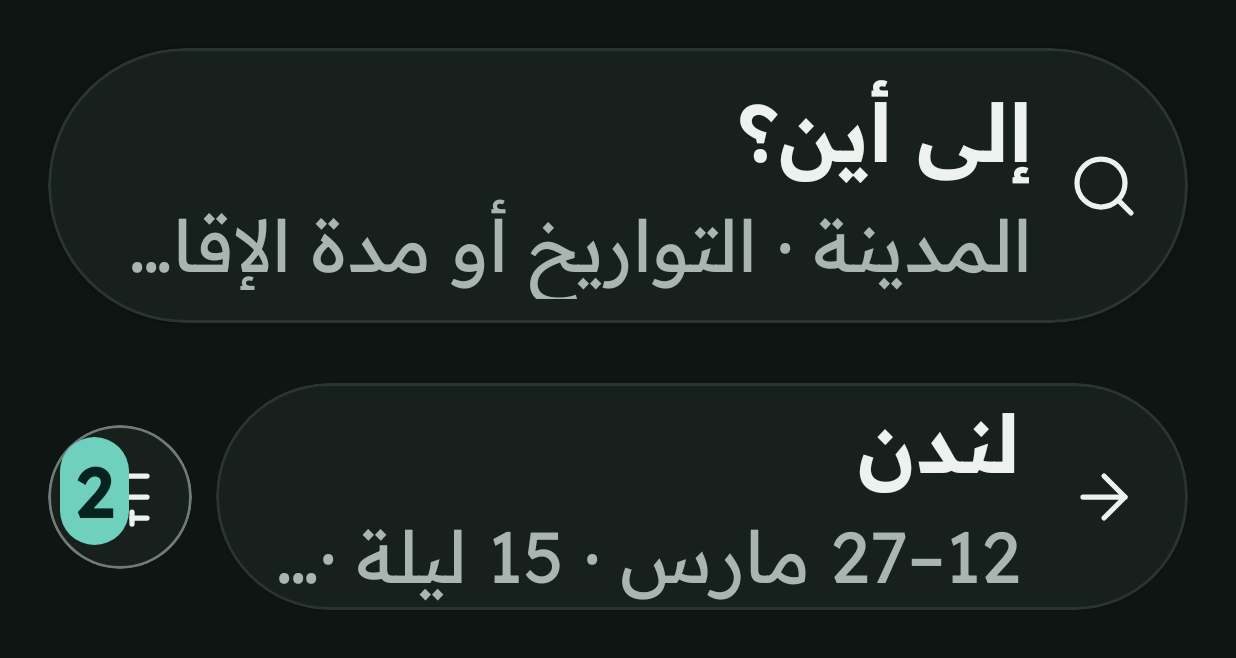 إلى أين؟
المدينة · التواريخ أو مدة الإقا...
لندن
12–27 مارس · 15 ليلة ·...
2